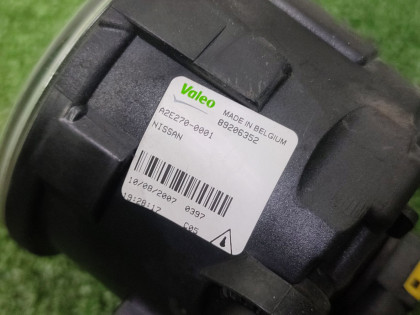 Valeo
MADE IN BELGIUM
A2E270-0001
89206352
NISSAN
10/08/2007 0397
19:28:17 C05